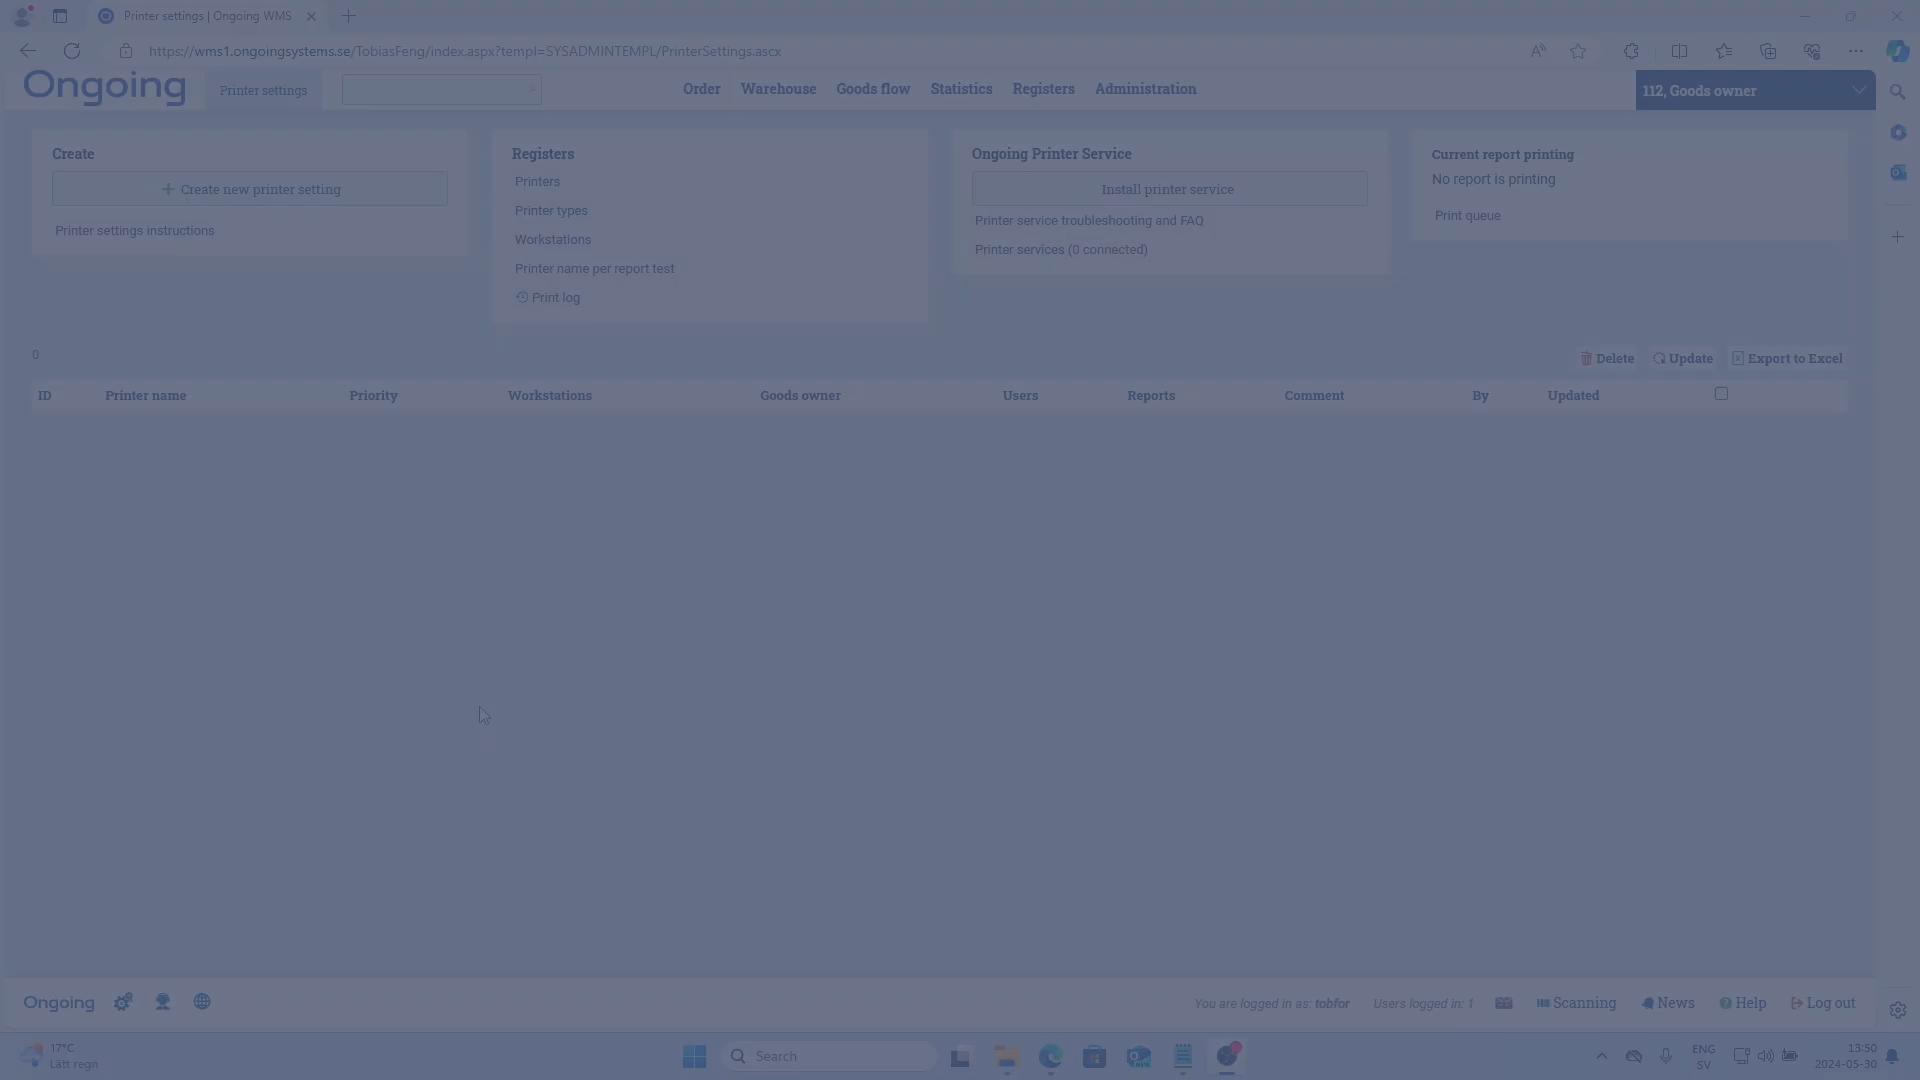 Printer settings | Ongoing WMS
https://wms1.ongoingsystems.se/TobiasFeng/index.aspx?templ=SYSADMINTEMPL/PrinterSettings.ascx
Ongoing
Printer settings
Order
Warehouse
Goods flow
Statistics
Registers
Administration
112, Goods owner
Create
Create new printer setting
Printer settings instructions
Registers
Printers
Printer types
Workstations
Printer name per report test
Print log
Ongoing Printer Service
Install printer service
Printer service troubleshooting and FAQ
Printer services (0 connected)
Current report printing
No report is printing
Print queue
0
Delete
Update
Export to Excel
ID
Printer name
Priority
Workstations
Goods owner
Users
Reports
Comment
By
Updated
Ongoing
You are logged in as: tobfor
Users logged in: 1
Scanning
News
Help
Log out
17°C
Lätt regn
Search
ENG
SV
13:50
2024-05-30